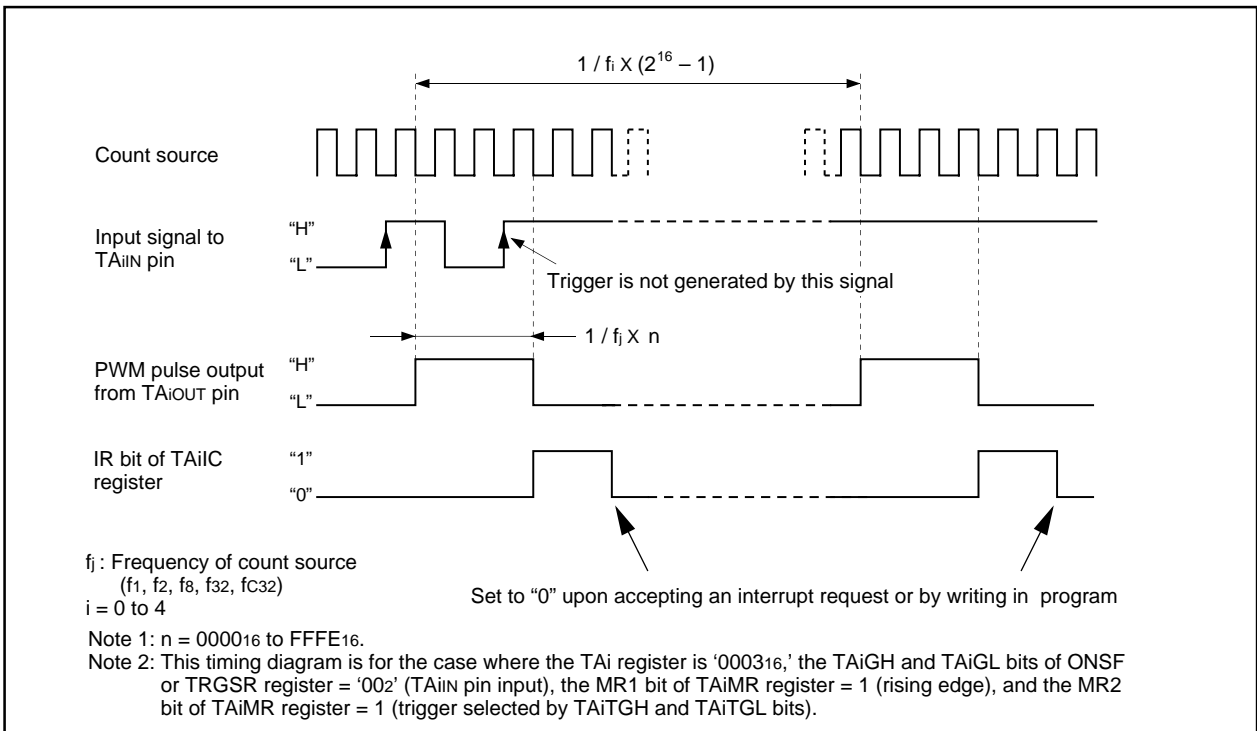 1 / fi X (2^16 – 1)
Count source
Input signal to
TAiIN pin
“H”
“L”
Trigger is not generated by this signal
1 / fj X n
PWM pulse output
from TAiOUT pin
“H”
“L”
IR bit of TAiIC
register
“1”
“0”
fj : Frequency of count source
(f1, f2, f8, f32, fC32)
i = 0 to 4
Set to “0” upon accepting an interrupt request or by writing in program
Note 1: n = 000016 to FFFE16.
Note 2: This timing diagram is for the case where the TAi register is ‘000316,’ the TAiGH and TAiGL bits of ONSF
or TRGSR register = ‘002’ (TAiIN pin input), the MR1 bit of TAiMR register = 1 (rising edge), and the MR2
bit of TAiMR register = 1 (trigger selected by TAiTGH and TAiTGL bits).